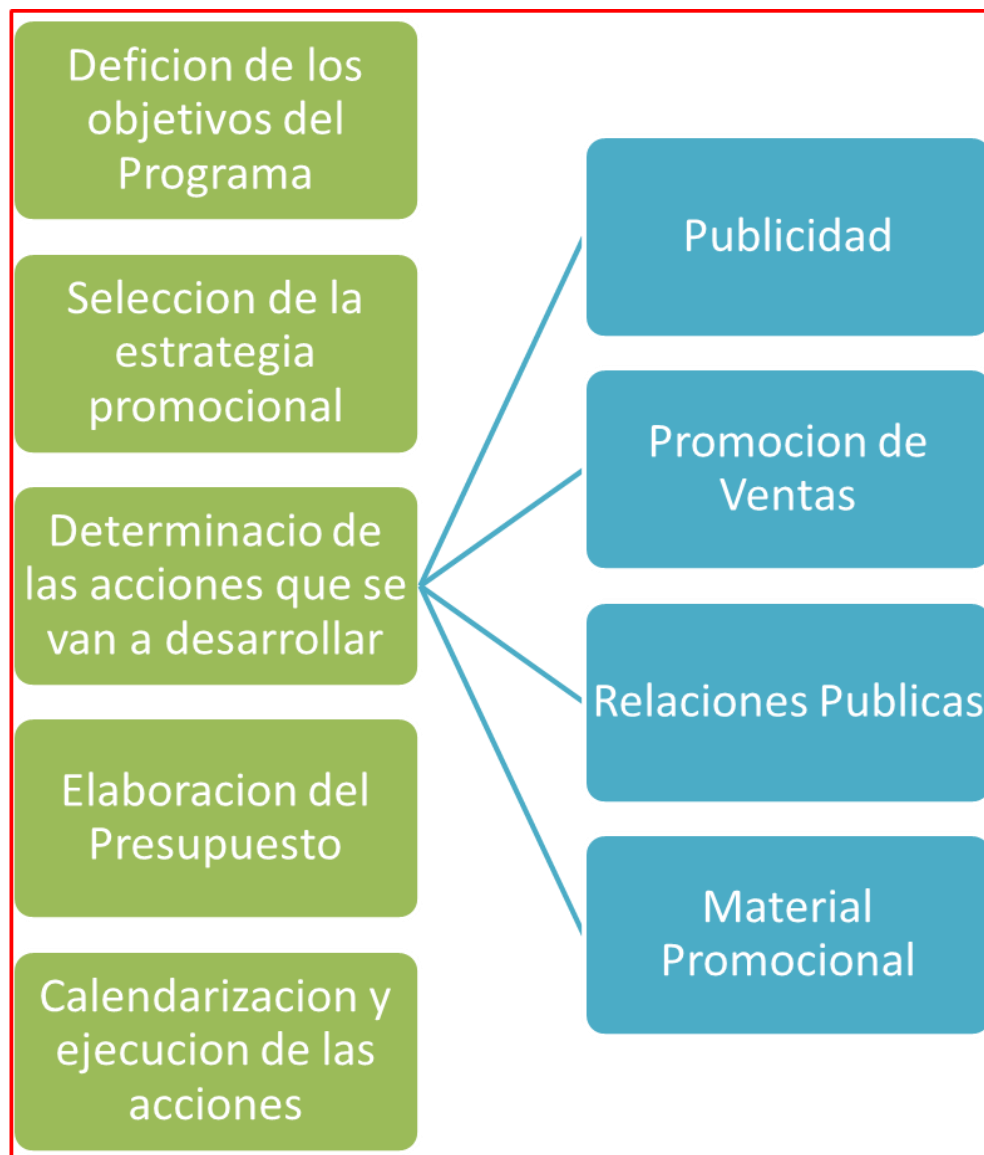 Deficion de los
objetivos del
Programa
Seleccion de la
estrategia
promocional
Determinacio de
las acciones que se
van a desarrollar
Elaboracion del
Presupuesto
Calendarizacion y
ejecucion de las
acciones
Publicidad
Promocion de
Ventas
Relaciones Publicas
Material
Promocional